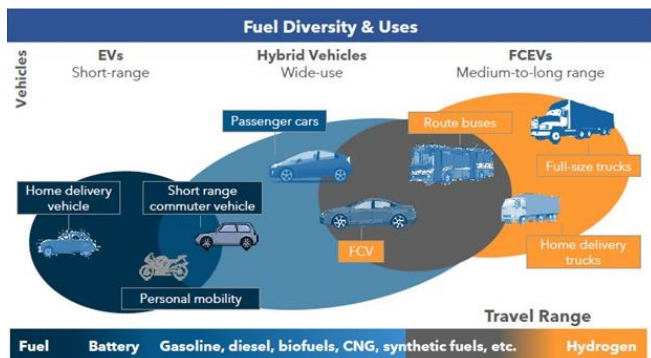 Fuel Diversity & Uses
Vehicles
EVs
Short-range
Hybrid Vehicles
Wide-use
FCEVs
Medium-to-long range
Passenger cars
Route buses
Full-size trucks
Home delivery
vehicle
Short range
commuter vehicle
FCV
Home delivery
trucks
Personal mobility
Travel Range
Fuel
Battery
Gasoline, diesel, biofuels, CNG, synthetic fuels, etc.
Hydrogen